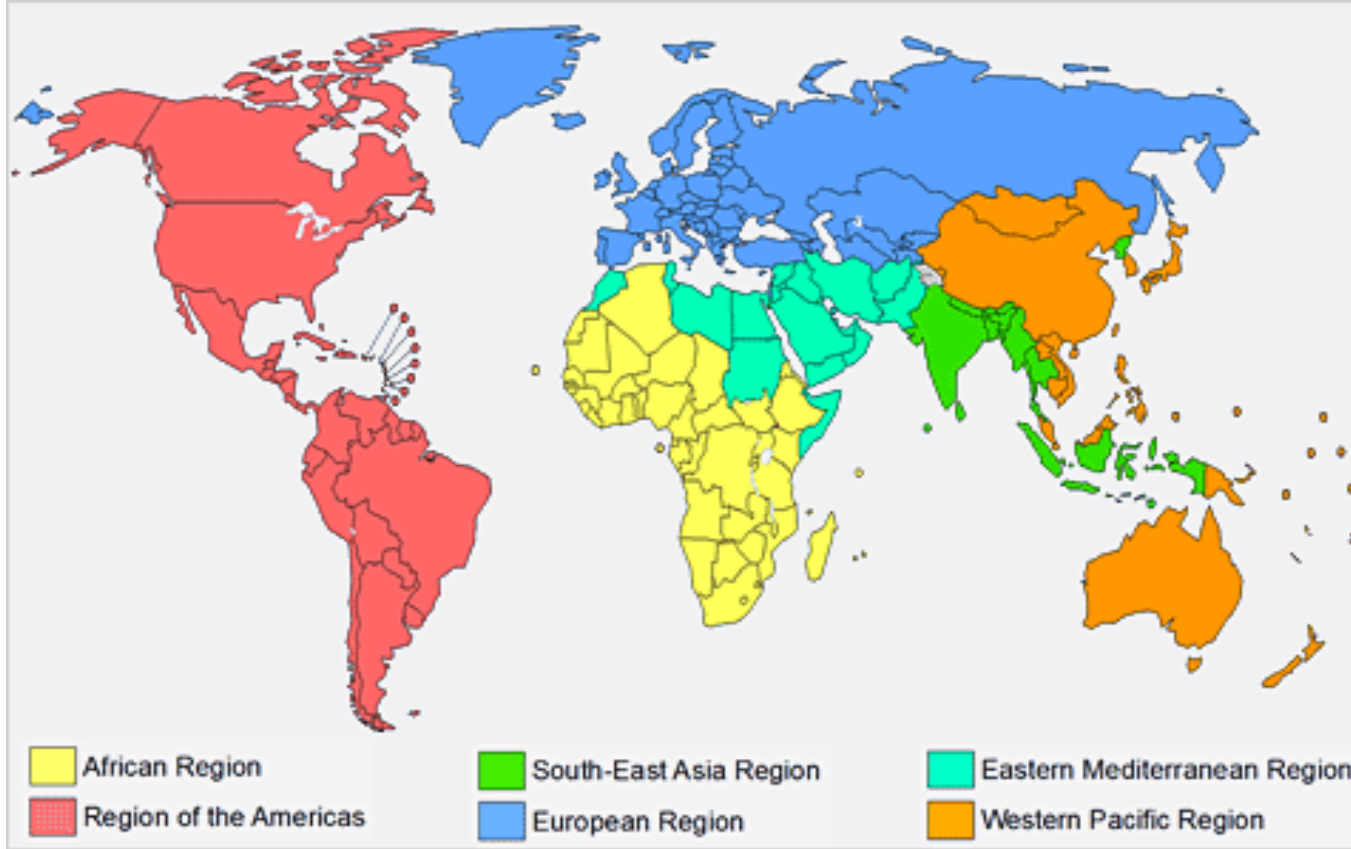 African Region
South-East Asia Region
Eastern Mediterranean Region
Region of the Americas
European Region
Western Pacific Region